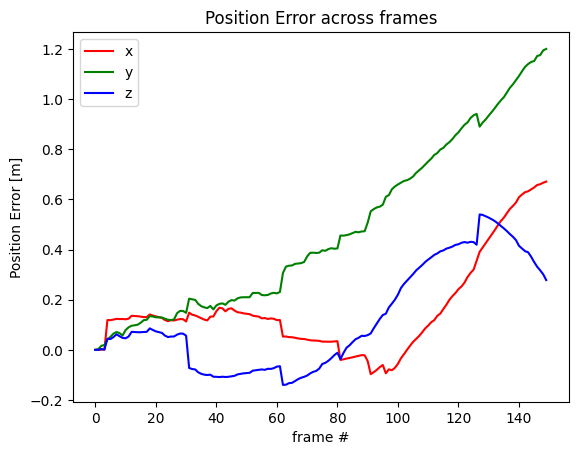 Position Error across frames
x
y
z
Position Error [m]
1.2
1.0
0.8
0.6
0.4
0.2
0.0
−0.2
0 20 40 60 80 100 120 140
frame #